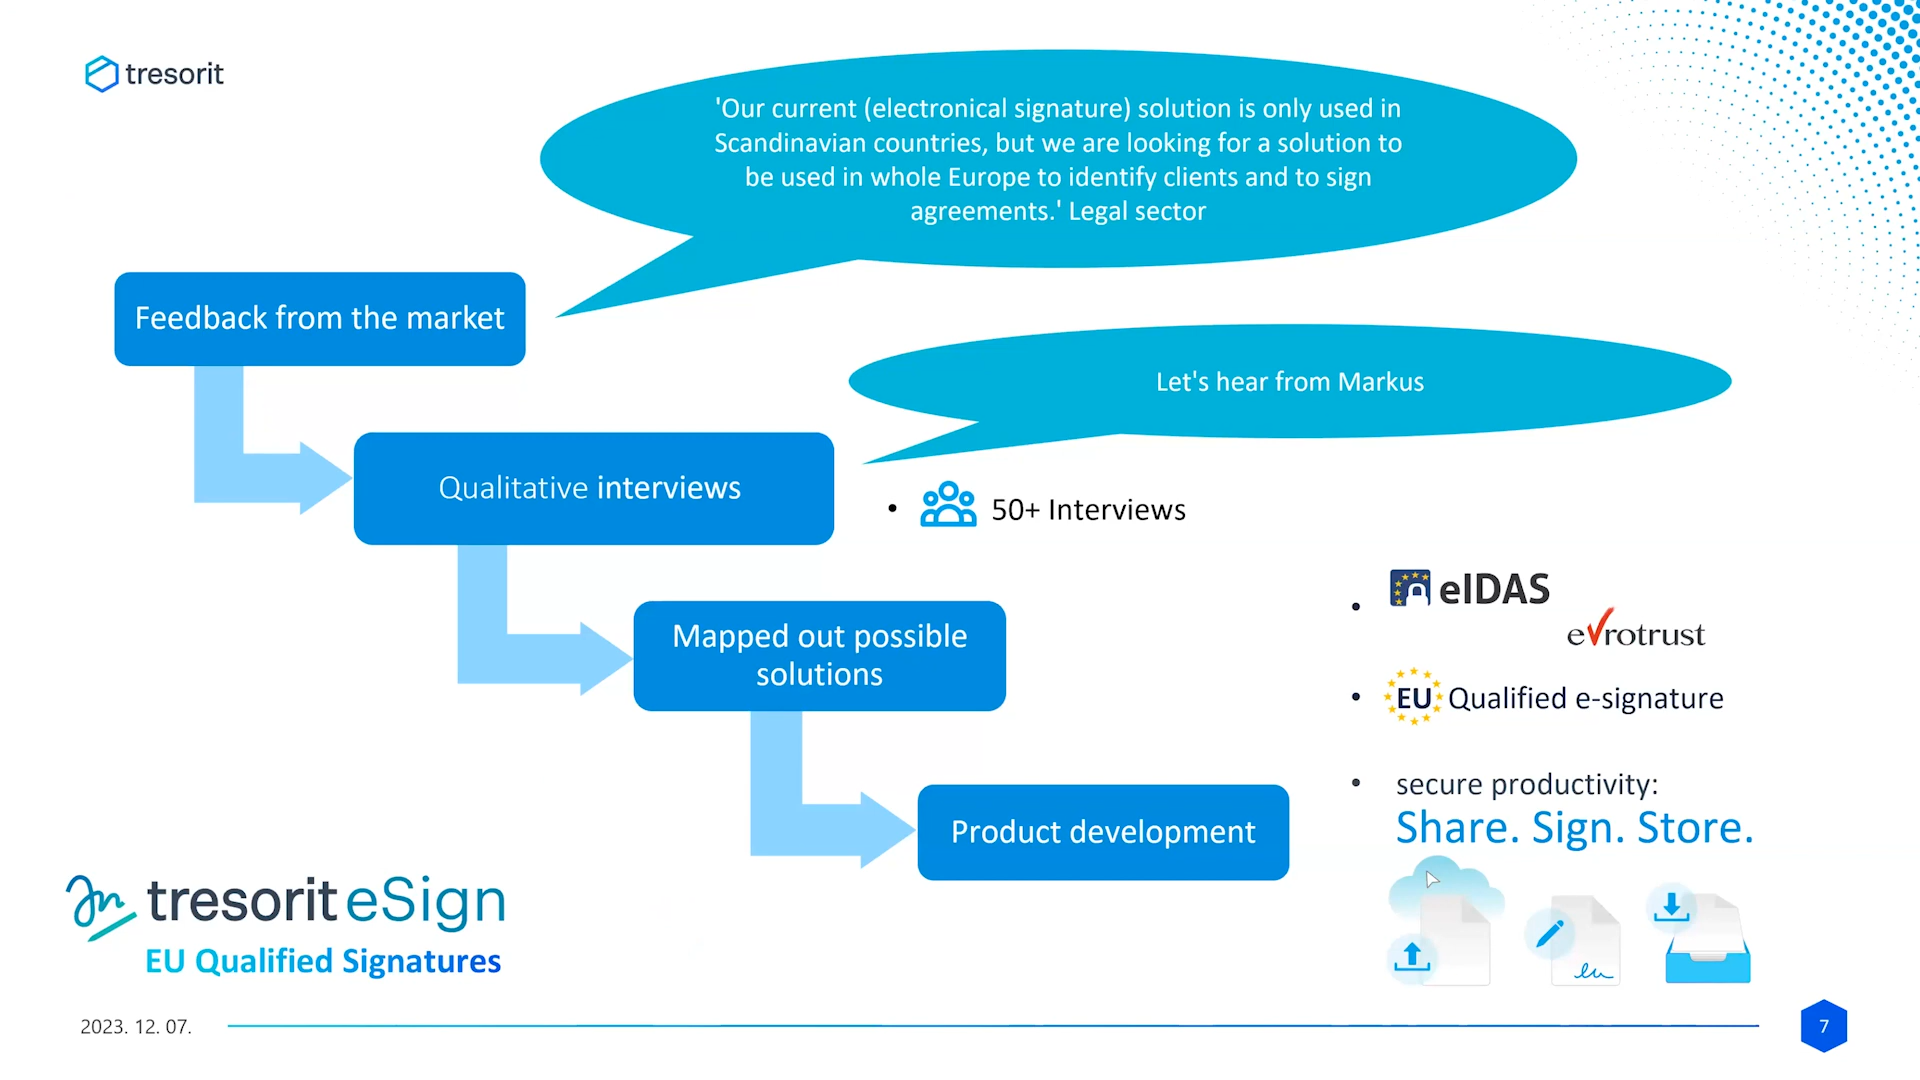 tresorit
'Our current (electronical signature) solution is only used in
Scandinavian countries, but we are looking for a solution to
be used in whole Europe to identify clients and to sign
agreements.' Legal sector
Feedback from the market
Let's hear from Markus
Qualitative interviews
• 50+ Interviews
• eIDAS
evrotrust
Mapped out possible
solutions
• EU Qualified e-signature
• secure productivity:
Share. Sign. Store.
Product development
tresorit eSign
EU Qualified Signatures
2023. 12. 07.
7